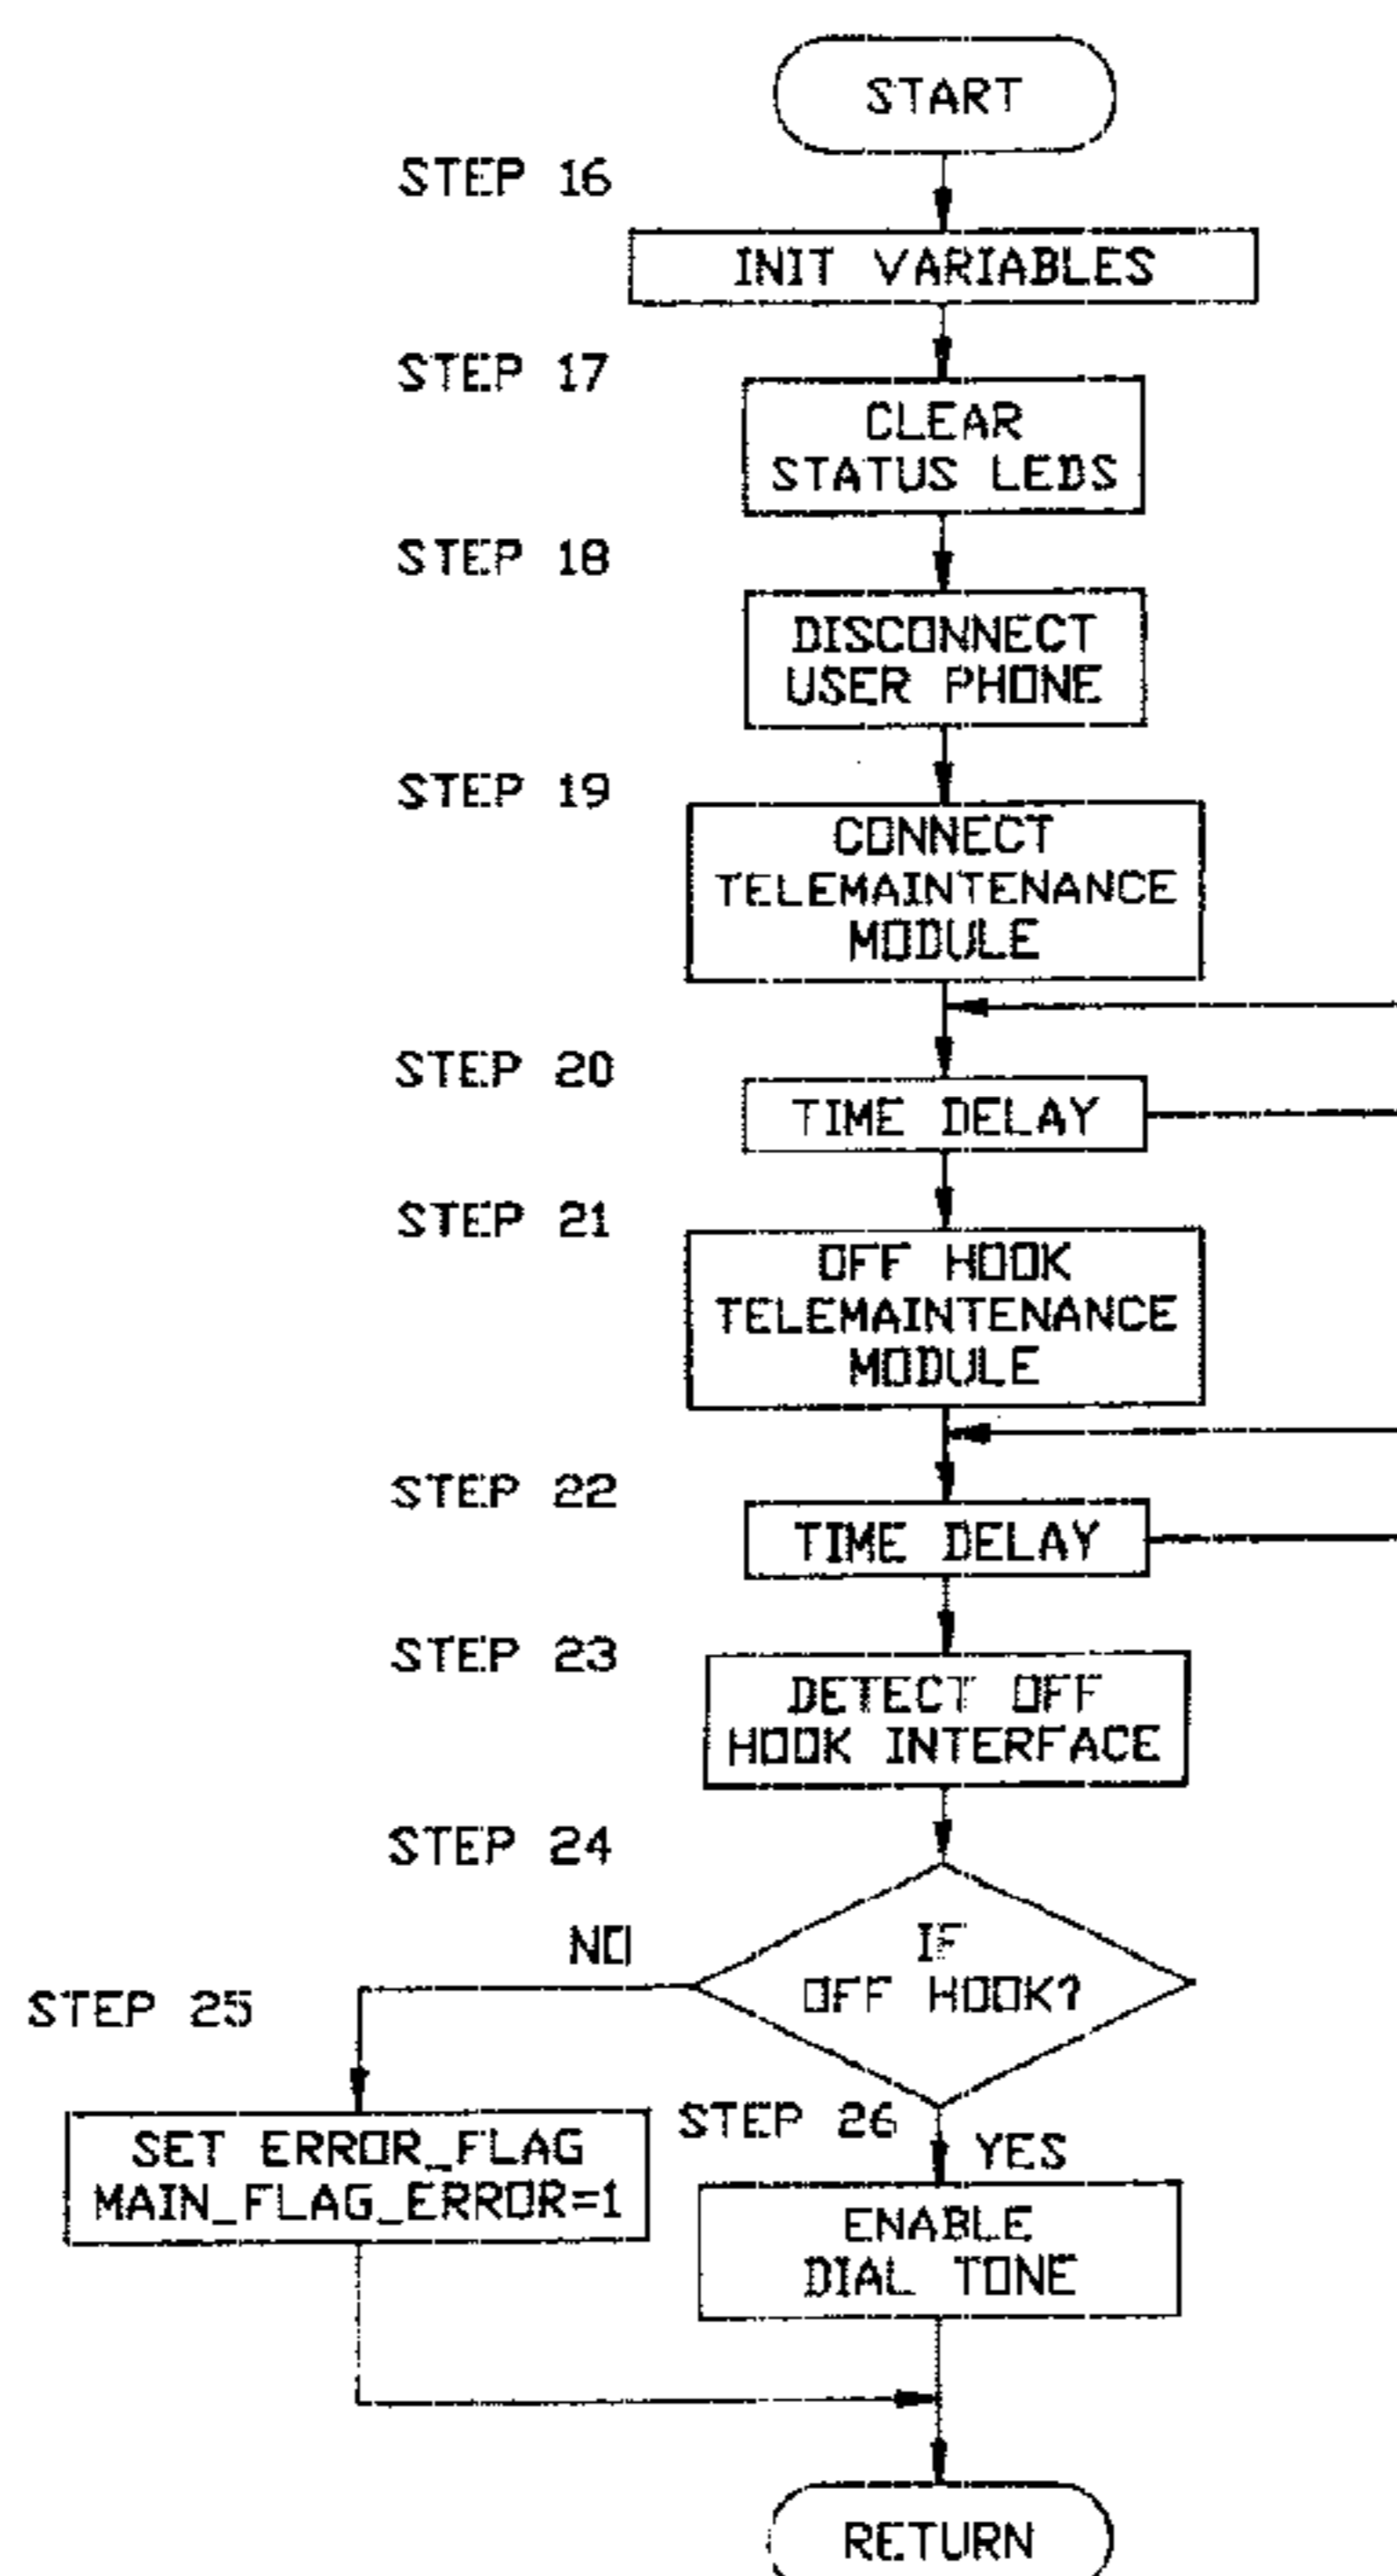 START
STEP 16
INIT VARIABLES
STEP 17
CLEAR
STATUS LEDS
STEP 18
DISCONNECT
USER PHONE
STEP 19
CONNECT
TELEMAINTENANCE
MODULE
STEP 20
TIME DELAY
STEP 21
OFF HOOK
TELEMAINTENANCE
MODULE
STEP 22
TIME DELAY
STEP 23
DETECT OFF
HOOK INTERFACE
STEP 24
IF
OFF HOOK?
NO
STEP 25
SET ERROR_FLAG
MAIN_FLAG_ERROR=1
STEP 26
YES
ENABLE
DIAL TONE
RETURN